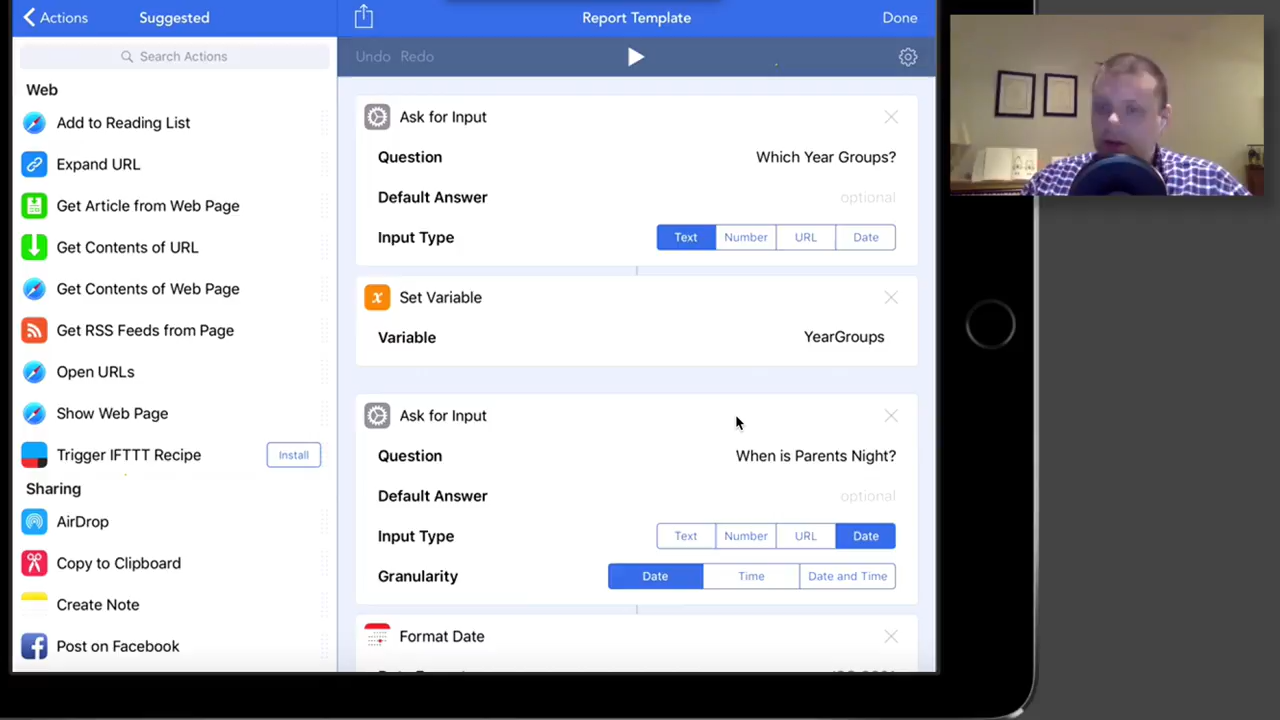 Actions
Suggested
Search Actions
Web
Add to Reading List
Expand URL
Get Article from Web Page
Get Contents of URL
Get Contents of Web Page
Get RSS Feeds from Page
Open URLs
Show Web Page
Trigger IFTTT Recipe
Install
Sharing
AirDrop
Copy to Clipboard
Create Note
Post on Facebook
Report Template
Done
Undo Redo
Ask for Input
Question Which Year Groups?
Default Answer optional
Input Type Text Number URL Date
x Set Variable
Variable YearGroups
Ask for Input
Question When is Parents Night?
Default Answer optional
Input Type Text Number URL Date
Granularity Date Time Date and Time
Format Date